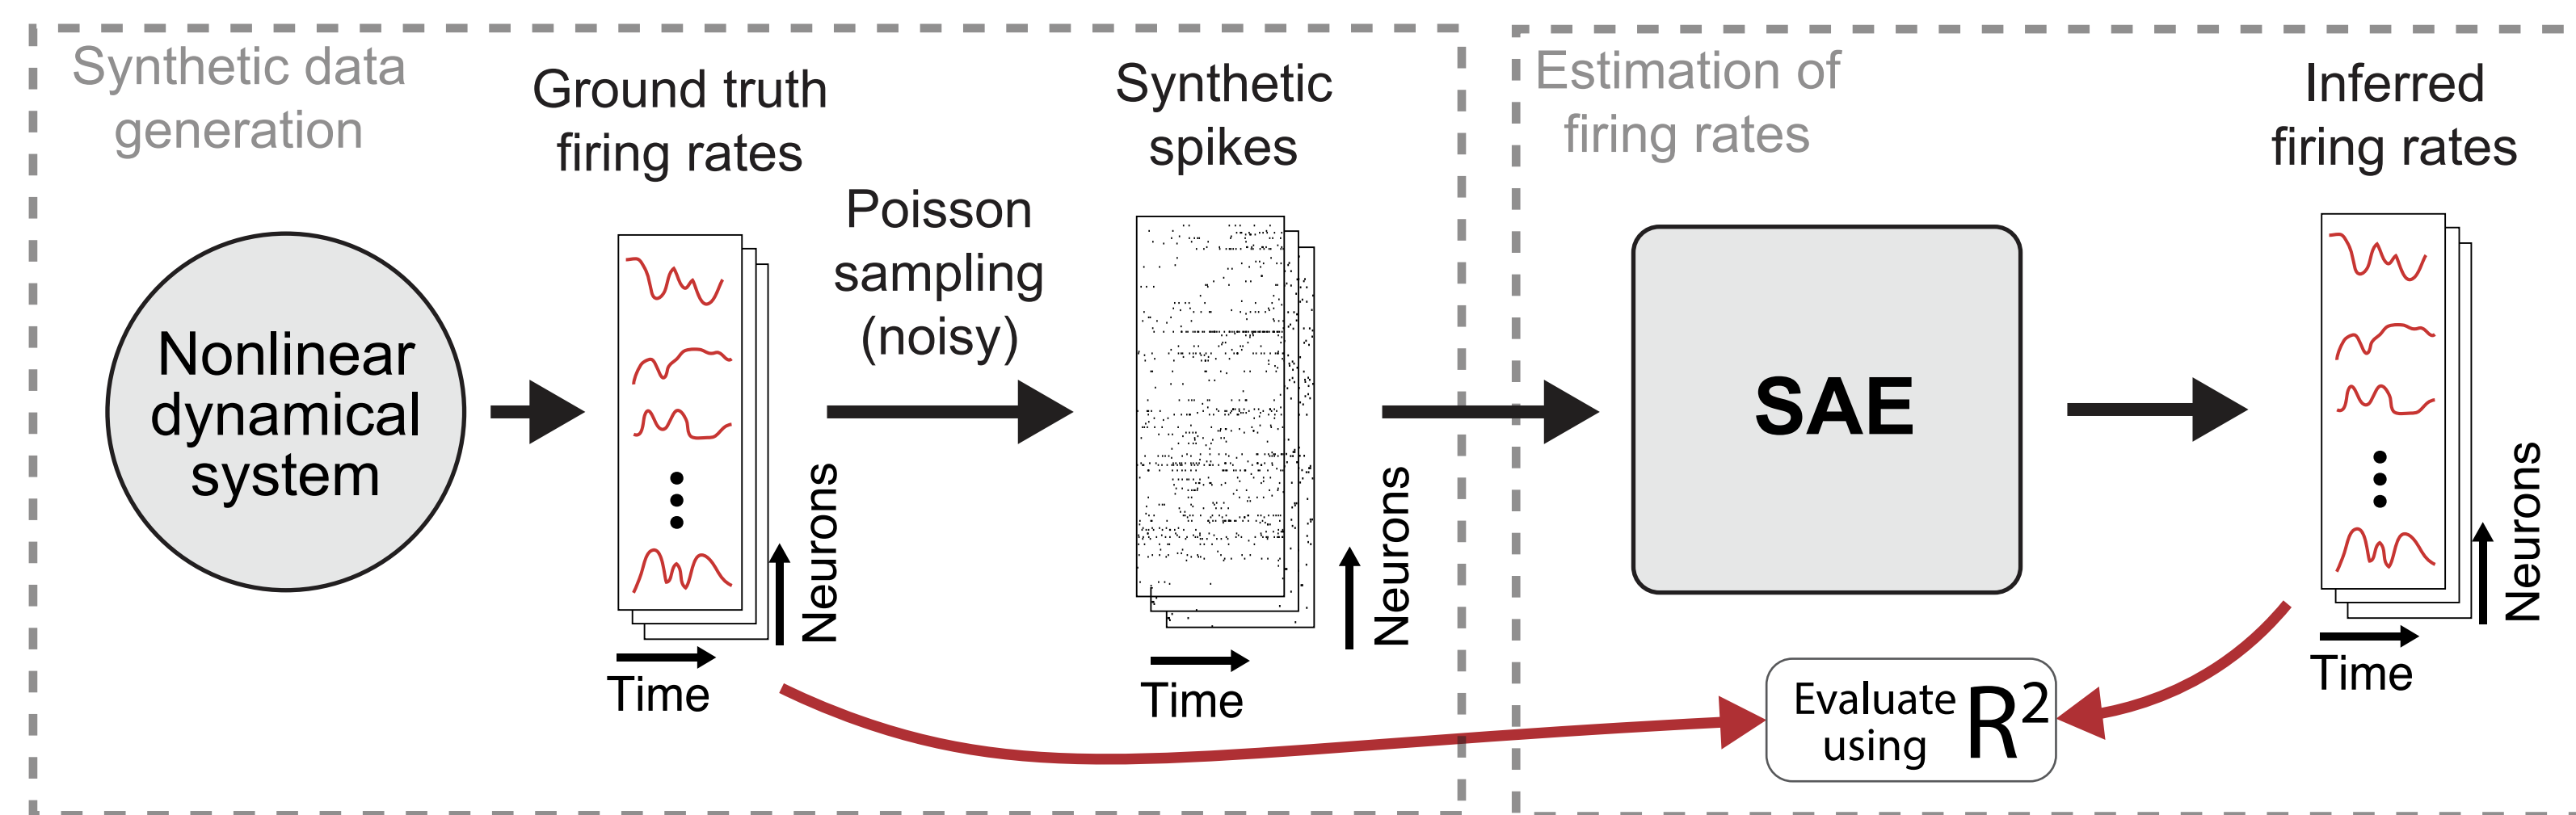 Synthetic data
generation
Ground truth
firing rates
Poisson
sampling
(noisy)
Synthetic
spikes
Nonlinear
dynamical
system
Neurons
Time
Neurons
Time
Estimation of
firing rates
SAE
Inferred
firing rates
Neurons
Time
Evaluate
using R²